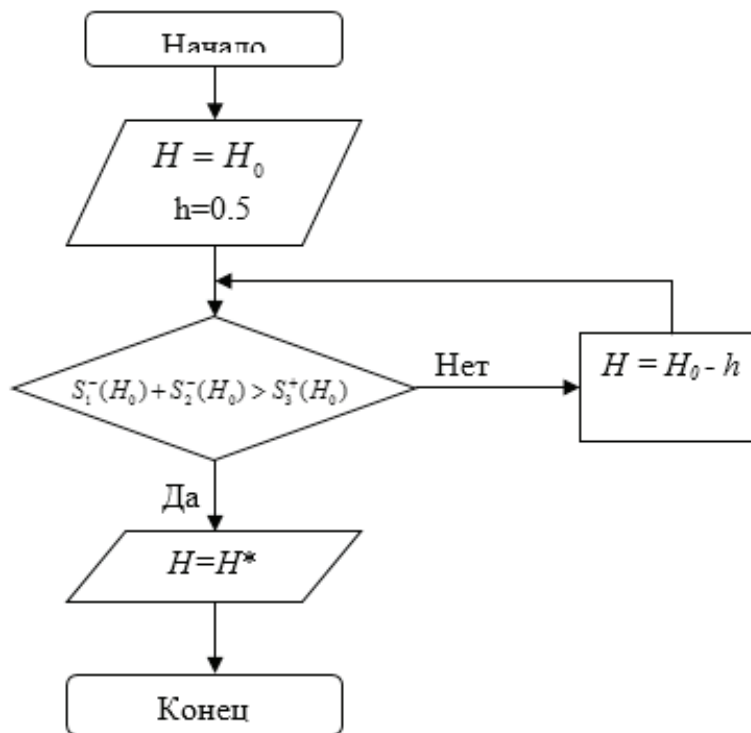 Начало
H = H₀
h=0.5
S₁⁻(H₀)+S₂⁻(H₀)>S₃⁺(H₀)
Нет
H = H₀ - h
Да
H=H*
Конец